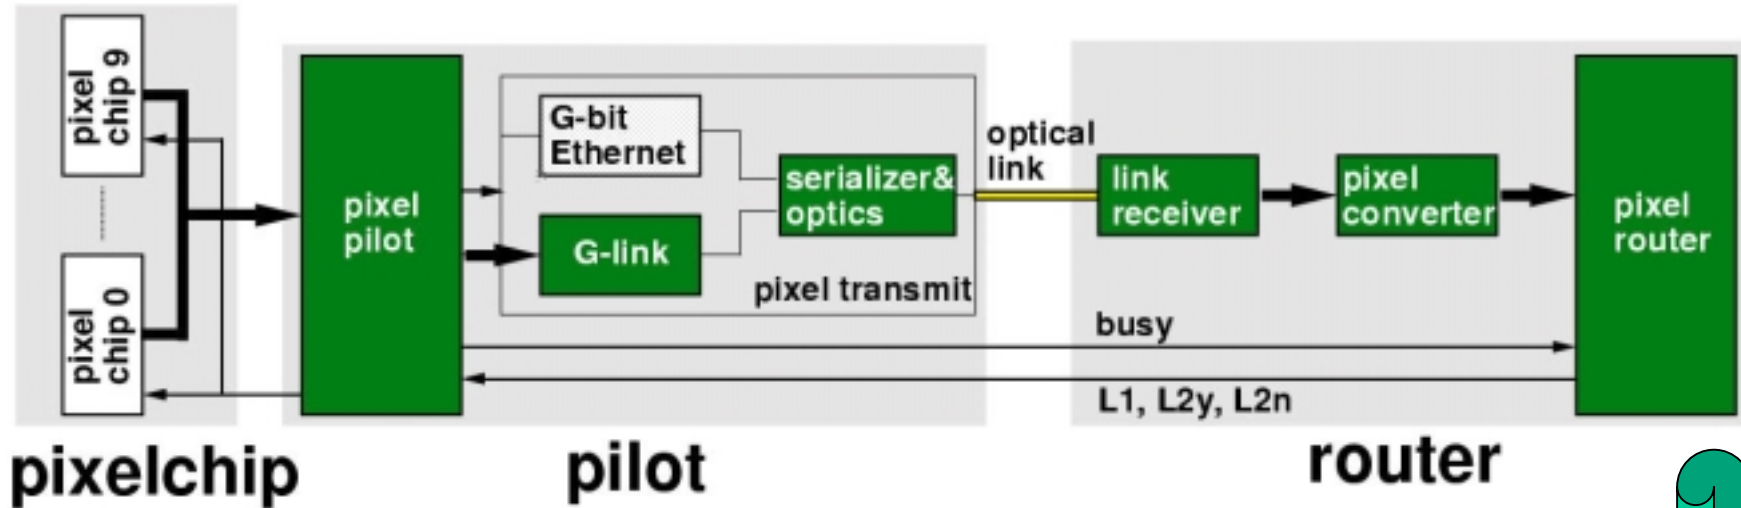 pixel
chip 9
pixel
chip 0
pixel
pilot
G-bit
Ethernet
G-link
serializer&
optics
pixel transmit
optical
link
link
receiver
pixel
converter
pixel
router
busy
L1, L2y, L2n
pixelchip
pilot
router